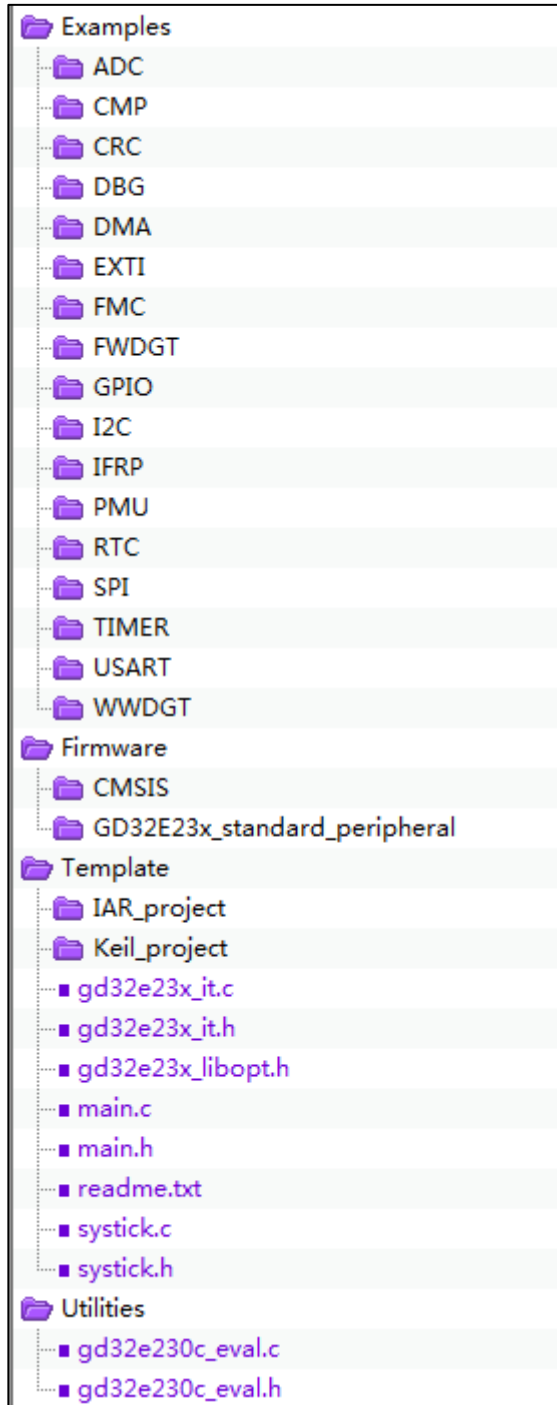 Examples
ADC
CMP
CRC
DBG
DMA
EXTI
FMC
FWDGT
GPIO
I2C
IFRP
PMU
RTC
SPI
TIMER
USART
WWDGT
Firmware
CMSIS
GD32E23x_standard_peripheral
Template
IAR_project
Keil_project
gd32e23x_it.c
gd32e23x_it.h
gd32e23x_libopt.h
main.c
main.h
readme.txt
systick.c
systick.h
Utilities
gd32e230c_eval.c
gd32e230c_eval.h